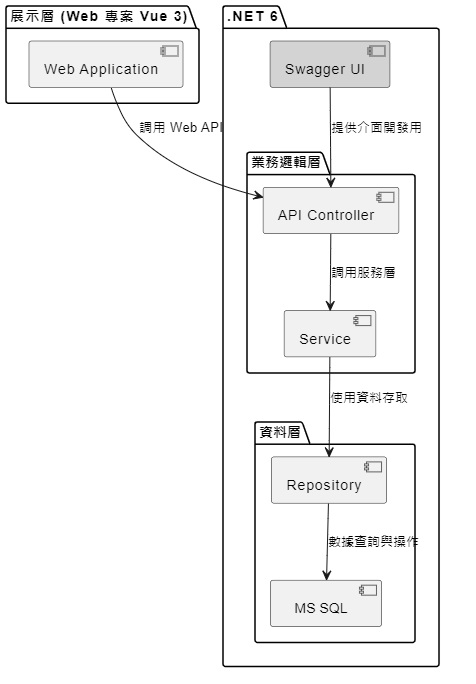 展示層 (Web 專案 Vue 3)
Web Application
調用 Web API
.NET 6
Swagger UI
提供介面開發用
業務邏輯層
API Controller
調用服務層
Service
使用資料存取
資料層
Repository
數據查詢與操作
MS SQL